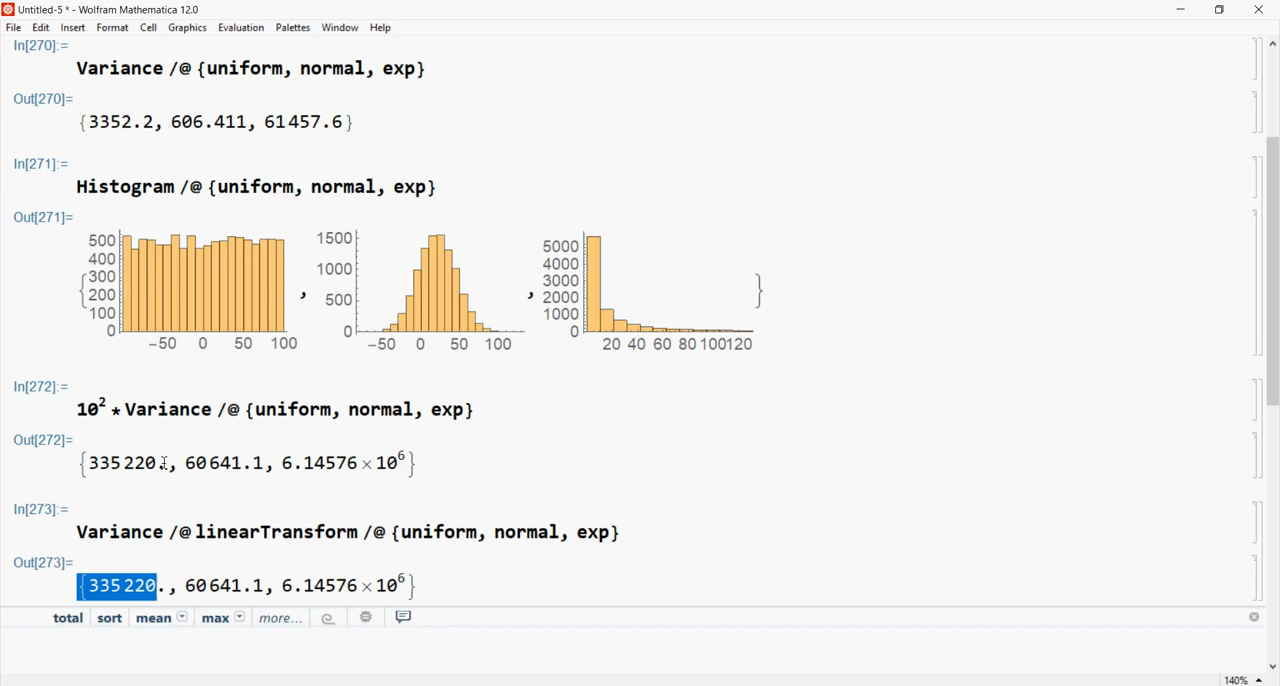 Untitled-5 * - Wolfram Mathematica 12.0
File Edit Insert Format Cell Graphics Evaluation Palettes Window Help
In[270]:=
Variance /@ {uniform, normal, exp}
Out[270]=
{3352.2, 606.411, 61457.6}
In[271]:=
Histogram /@ {uniform, normal, exp}
Out[271]=
500 400 300 200 100 0
-50 0 50 100
1500 1000 500 0
-50 0 50 100
5000 4000 3000 2000 1000 0
20 40 60 80 100 120
In[272]:=
10² * Variance /@ {uniform, normal, exp}
Out[272]=
{335220., 60641.1, 6.14576×10⁶}
In[273]:=
Variance /@ linearTransform /@ {uniform, normal, exp}
Out[273]=
{335220., 60641.1, 6.14576×10⁶}
total sort mean max more...
140%